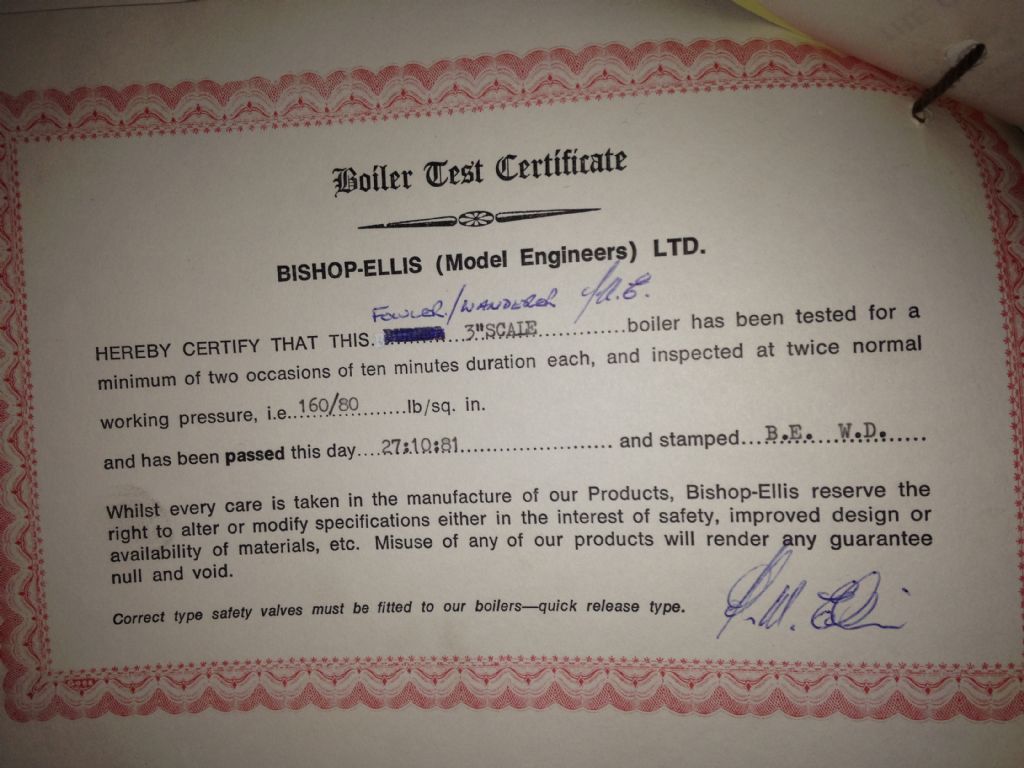 Boiler Test Certificate
BISHOP-ELLIS (Model Engineers) LTD.
FOWLER/WANDERER
HEREBY CERTIFY THAT THIS. 3"SCALE............boiler has been tested for a
minimum of two occasions of ten minutes duration each, and inspected at twice normal
working pressure, i.e..160/80.......lb/sq. in.
and has been passed this day....27:10:81...................... and stamped...B.E....W.D......
Whilst every care is taken in the manufacture of our Products, Bishop-Ellis reserve the
right to alter or modify specifications either in the interest of safety, improved design or
availability of materials, etc. Misuse of any of our products will render any guarantee
null and void.
Correct type safety valves must be fitted to our boilers—quick release type.